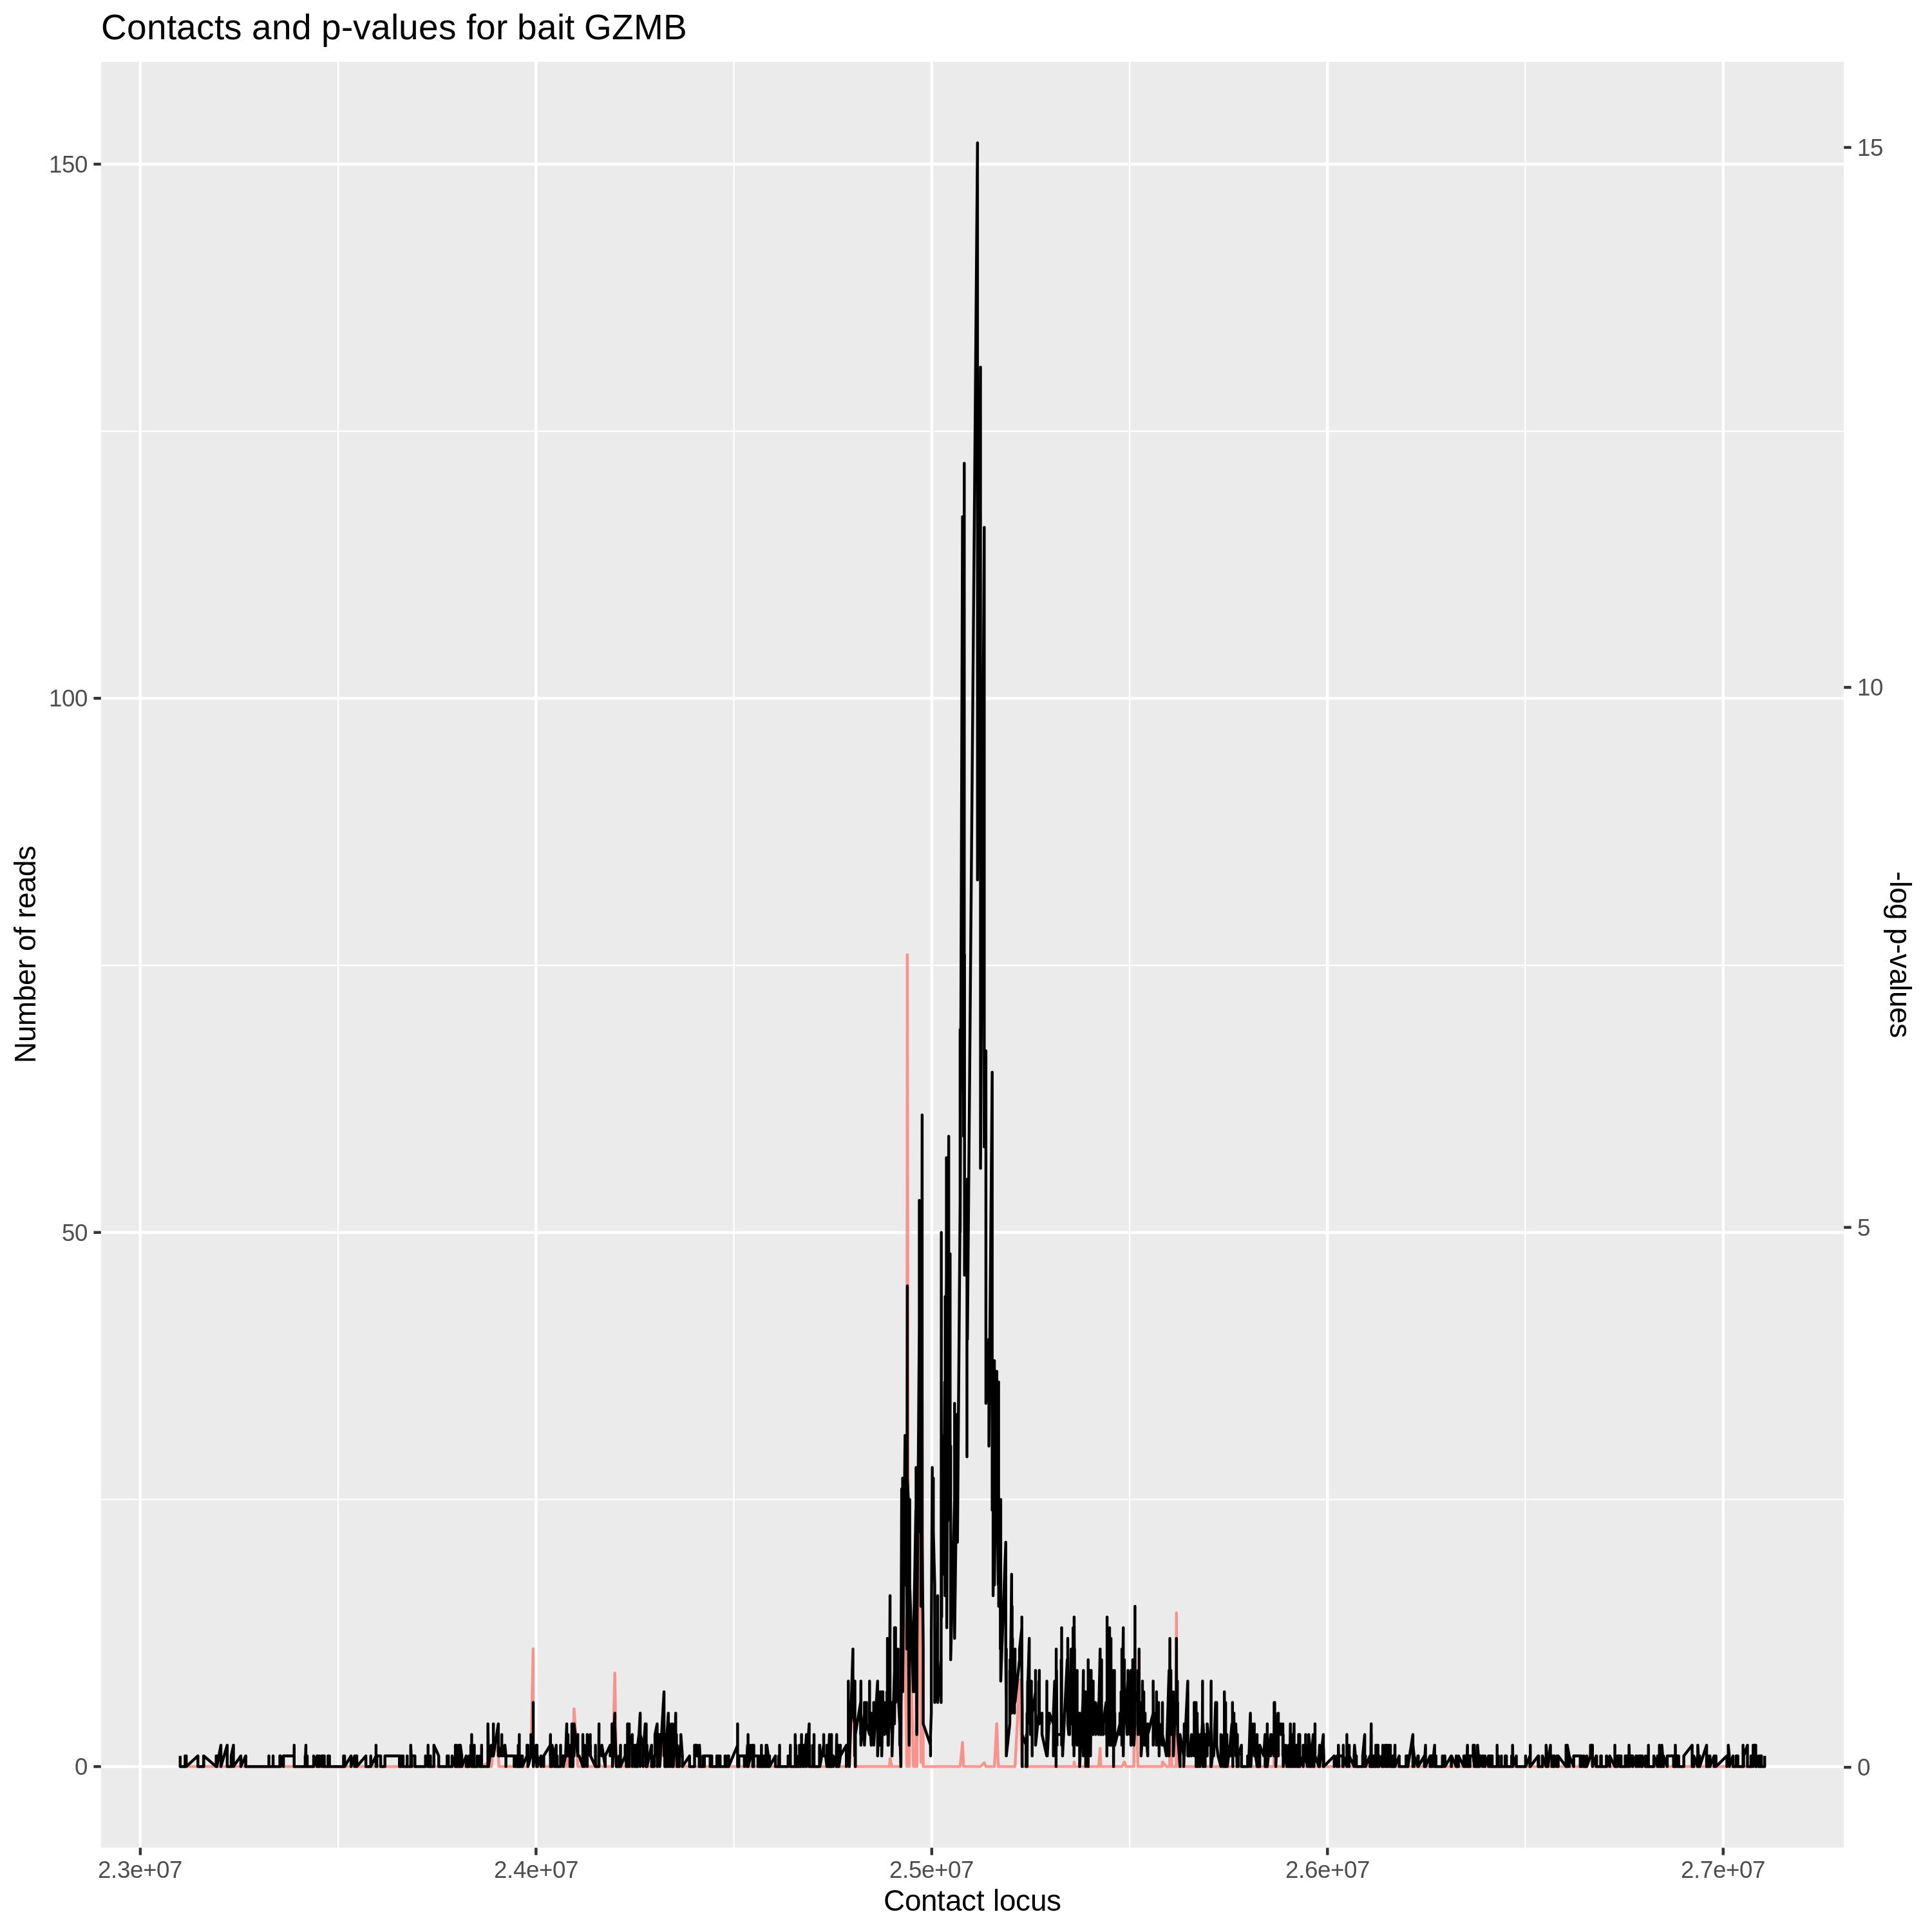 Contacts and p-values for bait GZMB
150
100
50
0
Number of reads
15
10
5
0
-log p-values
2.3e+07
2.4e+07
2.5e+07
2.6e+07
2.7e+07
Contact locus